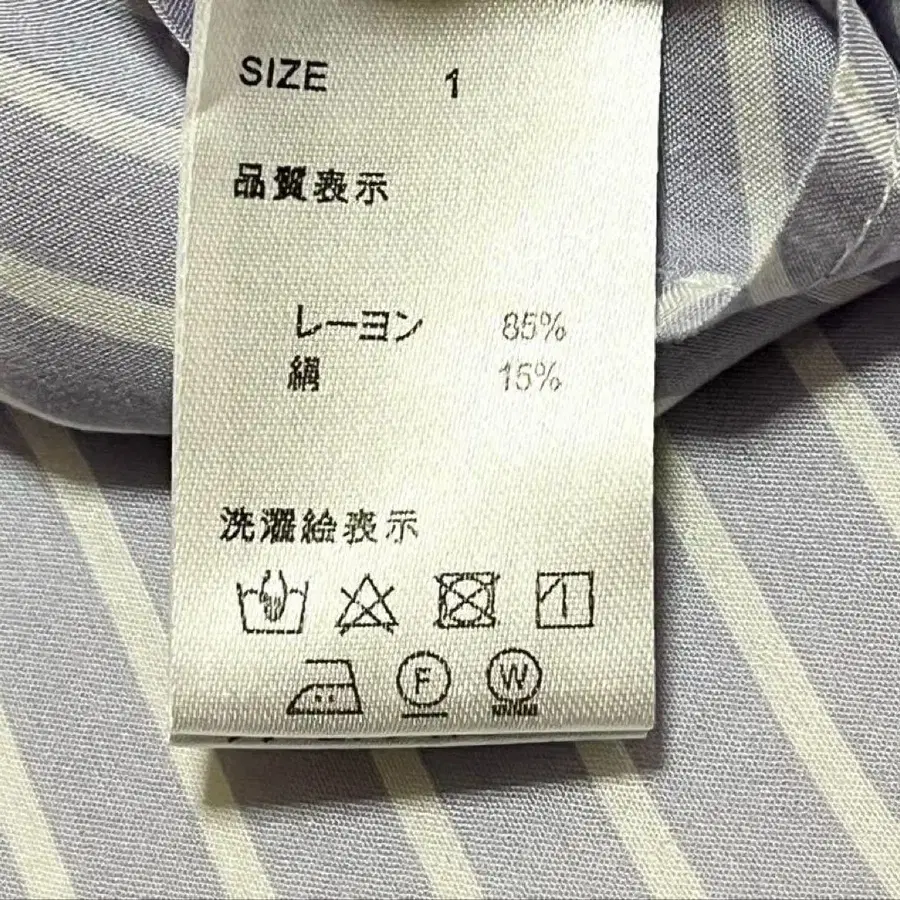 SIZE 1
品質表示
レーヨン 85%
絹 15%
洗濯絵表示
F W